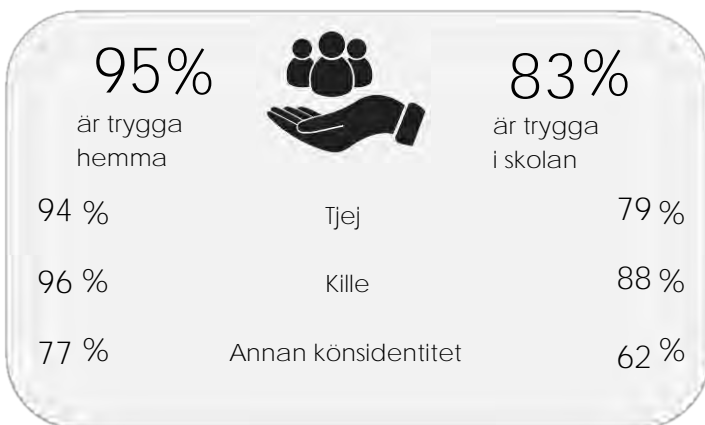 95%
är trygga
hemma
83%
är trygga
i skolan
94 % Tjej 79 %
96 % Kille 88 %
77 % Annan könsidentitet 62 %